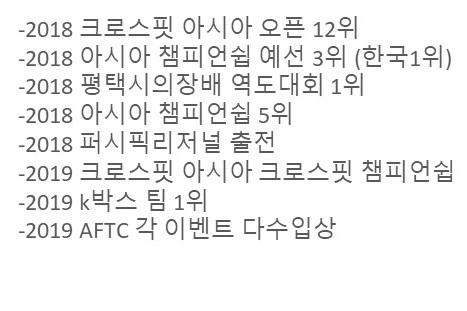 -2018 크로스핏 아시아 오픈 12위
-2018 아시아 챔피언쉽 예선 3위 (한국1위)
-2018 평택시의장배 역도대회 1위
-2018 아시아 챔피언쉽 5위
-2018 퍼시픽리저널 출전
-2019 크로스핏 아시아 크로스핏 챔피언쉽
-2019 k박스 팀 1위
-2019 AFTC 각 이벤트 다수입상